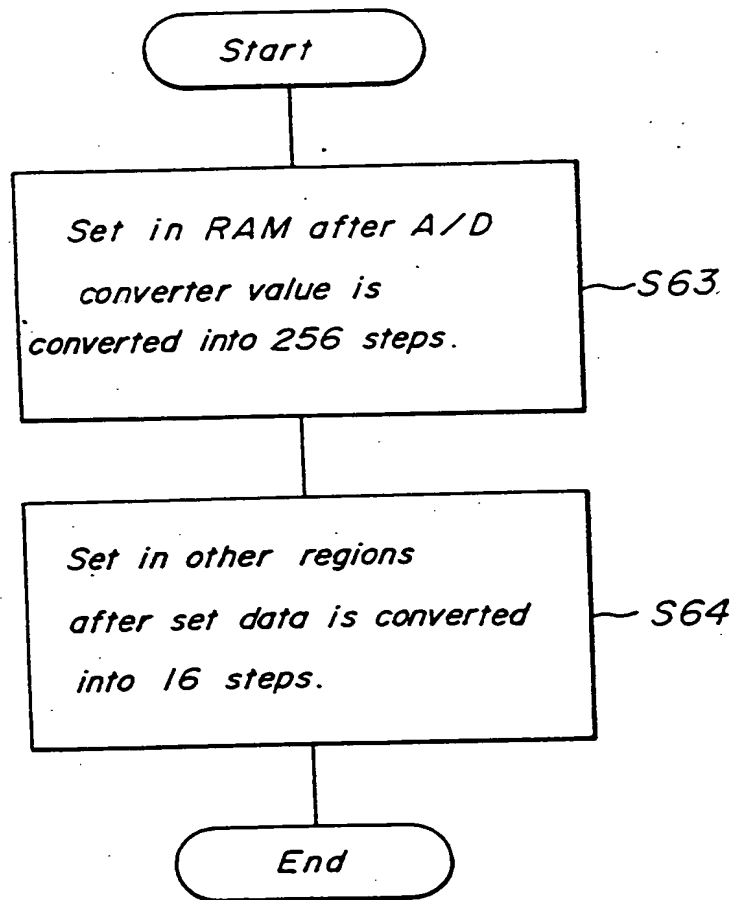 Start
Set in RAM after A/D
converter value is
converted into 256 steps.
S63
Set in other regions
after set data is converted
into 16 steps.
S64
End